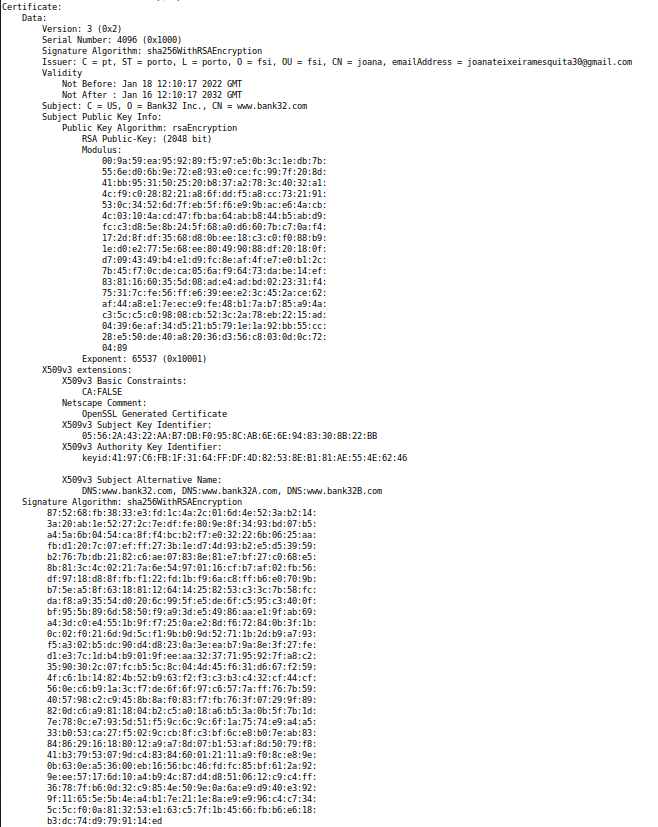 Certificate:
Data:
Version: 3 (0x2)
Serial Number: 4096 (0x1000)
Signature Algorithm: sha256WithRSAEncryption
Issuer: C = pt, ST = porto, L = porto, O = fsi, OU = fsi, CN = joana, emailAddress = joanateixeiramesquita30@gmail.com
Validity
Not Before: Jan 18 12:10:17 2022 GMT
Not After : Jan 16 12:10:17 2032 GMT
Subject: C = US, O = Bank32 Inc., CN = www.bank32.com
Subject Public Key Info:
Public Key Algorithm: rsaEncryption
RSA Public-Key: (2048 bit)
Modulus:
00:9a:59:ea:95:92:89:f5:97:e5:0b:3c:1e:db:7b:
55:6e:d0:6b:9e:72:e8:93:e0:ce:fc:99:7f:20:8d:
41:bb:95:31:50:25:20:b8:37:a2:78:3c:40:32:a1:
4c:f9:c0:28:82:21:a8:6f:dd:f5:a8:cc:73:21:91:
53:0c:34:52:6d:7f:eb:5f:f6:e9:9b:ac:e6:4a:cb:
4c:03:10:4a:cd:47:fb:ba:64:ab:b8:44:b5:ab:d9:
fc:c3:d8:5e:8b:24:5f:68:a0:d6:60:7b:c7:0a:f4:
17:2d:8f:df:35:68:d8:0b:ee:18:c3:c0:f0:88:b9:
1e:d0:e2:77:5e:68:ee:80:49:90:88:df:20:18:0f:
d7:09:43:49:b4:e1:d9:fc:8e:af:4f:e7:e0:b1:2c:
7b:45:f7:0c:de:ca:05:6a:f9:64:73:da:be:14:ef:
83:81:16:60:35:5d:08:ad:e4:ad:bd:02:23:31:f4:
75:31:7c:fe:56:ff:e6:39:ee:e2:3c:45:2a:ce:62:
af:44:a8:e1:7e:ec:e9:fe:48:b1:7a:b7:85:a9:4a:
c3:5c:c5:c0:98:08:cb:52:3c:2a:78:eb:22:15:ad:
04:39:6e:af:34:d5:21:b5:79:1e:1a:92:bb:55:cc:
28:e5:50:de:40:a8:20:36:d3:56:c8:03:0d:0c:72:
04:89
Exponent: 65537 (0x10001)
X509v3 extensions:
X509v3 Basic Constraints:
CA:FALSE
Netscape Comment:
OpenSSL Generated Certificate
X509v3 Subject Key Identifier:
05:56:2A:43:22:AA:B7:DB:F0:95:8C:AB:6E:6E:94:83:30:8B:22:BB
X509v3 Authority Key Identifier:
keyid:41:97:C6:FB:1F:31:64:FF:DF:4D:82:53:8E:B1:81:AE:55:4E:62:46
X509v3 Subject Alternative Name:
DNS:www.bank32.com, DNS:www.bank32A.com, DNS:www.bank32B.com
Signature Algorithm: sha256WithRSAEncryption
87:52:68:fb:38:33:e3:fd:1c:4a:2c:01:6d:4e:52:3a:b2:14:
3a:20:ab:1e:52:27:2c:7e:df:fe:80:9e:8f:34:93:bd:07:b5:
a4:5a:6b:04:54:ca:8f:f4:bc:b2:f7:e0:32:22:6b:06:25:aa:
fb:d1:20:7c:07:ef:ff:27:3b:1e:d7:4d:93:b2:e5:d5:39:59:
b2:76:7b:db:21:82:c6:ae:07:83:8e:81:e7:bf:27:c0:68:e5:
8b:81:3c:4c:02:21:7a:6e:54:97:01:16:cf:b7:af:02:fb:56:
df:97:18:d8:8f:fb:f1:22:fd:1b:f9:6a:c8:ff:b6:e0:70:9b:
b7:5e:a5:8f:63:18:81:12:64:14:25:82:53:c3:3c:7b:58:fc:
da:f8:a9:35:54:d0:20:6c:99:5f:e5:de:6f:c5:95:c3:40:0f:
bf:95:5b:89:6d:58:50:f9:a9:3d:e5:49:86:aa:e1:9f:ab:69:
a4:3d:c0:e4:55:1b:9f:f7:25:0a:e2:8d:f6:72:84:0b:3f:1b:
0c:02:f0:21:6d:9d:5c:f1:9b:b0:9d:52:71:1b:2d:b9:a7:93:
f5:a3:02:b5:dc:90:d4:d8:23:0a:3e:ea:b7:9a:8e:3f:27:fe:
d1:e3:7c:1d:b4:b9:01:9f:ee:aa:32:37:71:95:92:7f:a8:c2:
35:90:30:2c:07:fc:b5:5c:8c:04:4d:45:f6:31:d6:67:f2:59:
4f:c6:1b:14:82:4b:52:b9:63:f2:f3:c3:b3:c4:32:cf:44:cf:
56:0e:c6:b9:1a:3c:f7:de:6f:6f:97:c6:57:7a:ff:76:7b:59:
40:57:98:c2:c9:45:8b:8a:f0:83:f7:fb:76:3f:07:29:9f:89:
82:0d:c6:a9:81:18:04:b2:c5:a0:18:a6:b5:3a:0b:5f:7b:1d:
7e:78:0c:e7:93:5d:51:f5:9c:6c:9c:6f:1a:75:74:e9:a4:a5:
33:b0:53:ca:27:f5:02:9c:cb:8f:c3:bf:6c:e8:b0:7e:ab:83:
84:86:29:16:18:80:12:a9:a7:8d:07:b1:53:af:8d:50:79:f8:
41:b3:79:53:07:9d:c4:83:84:60:01:21:11:a9:f0:8c:e8:9e:
0b:63:0e:a5:36:00:eb:16:56:bc:46:fd:fc:85:bf:61:2a:92:
9e:ee:57:17:6d:10:a4:b9:4c:87:d4:d8:51:06:12:c9:c4:ff:
36:78:7f:b6:0d:32:c9:85:4e:50:9e:0a:6a:e9:d9:40:e3:92:
9f:11:65:5e:5b:4e:a4:b1:7e:21:1e:8a:e9:e9:96:c4:c7:34:
5c:5c:f0:0a:81:32:53:e1:63:c5:7f:1b:45:66:fb:b6:e6:18:
b3:dc:74:d9:79:91:14:ed